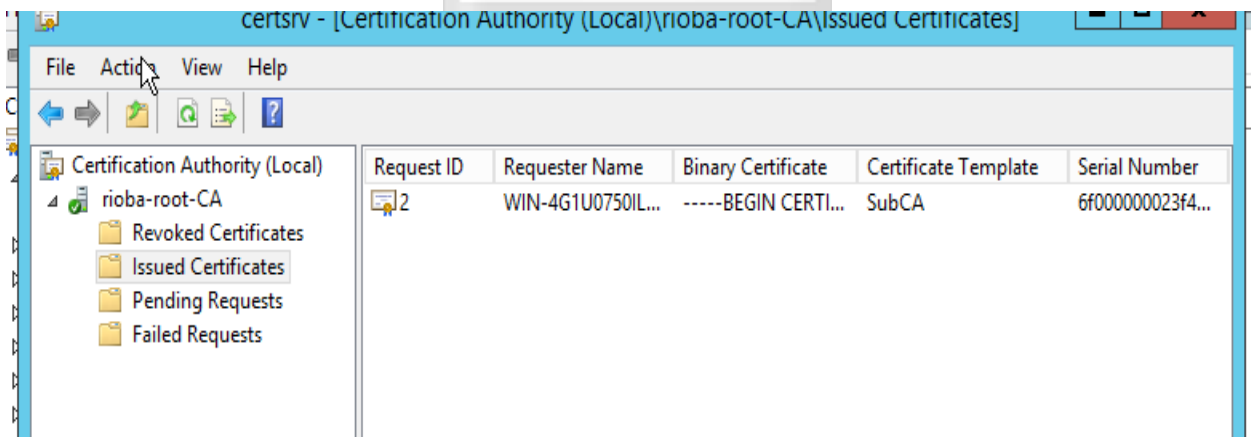 certsrv - [Certification Authority (Local)\rioba-root-CA\Issued Certificates]
File Action View Help
Certification Authority (Local)
rioba-root-CA
Revoked Certificates
Issued Certificates
Pending Requests
Failed Requests
Request ID Requester Name Binary Certificate Certificate Template Serial Number
2 WIN-4G1U0750IL... -----BEGIN CERTI... SubCA 6f000000023f4...